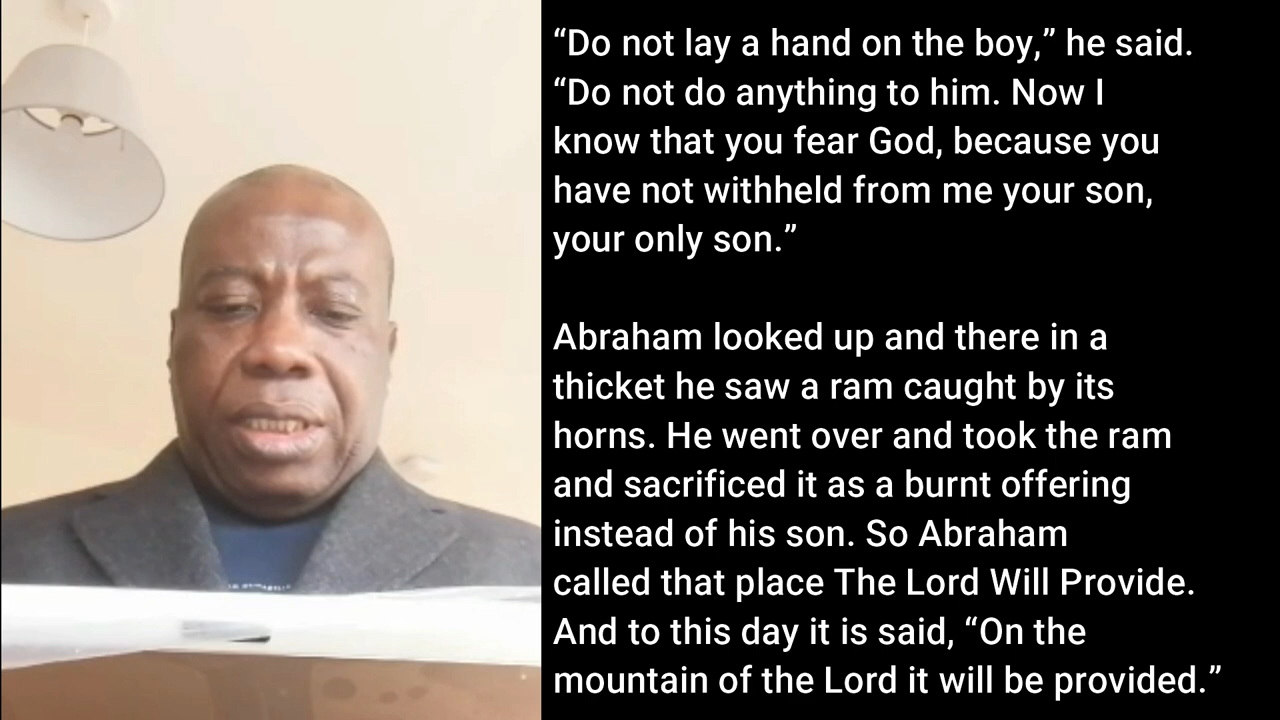 “Do not lay a hand on the boy,” he said.
“Do not do anything to him. Now I
know that you fear God, because you
have not withheld from me your son,
your only son.”
Abraham looked up and there in a
thicket he saw a ram caught by its
horns. He went over and took the ram
and sacrificed it as a burnt offering
instead of his son. So Abraham
called that place The Lord Will Provide.
And to this day it is said, “On the
mountain of the Lord it will be provided.”